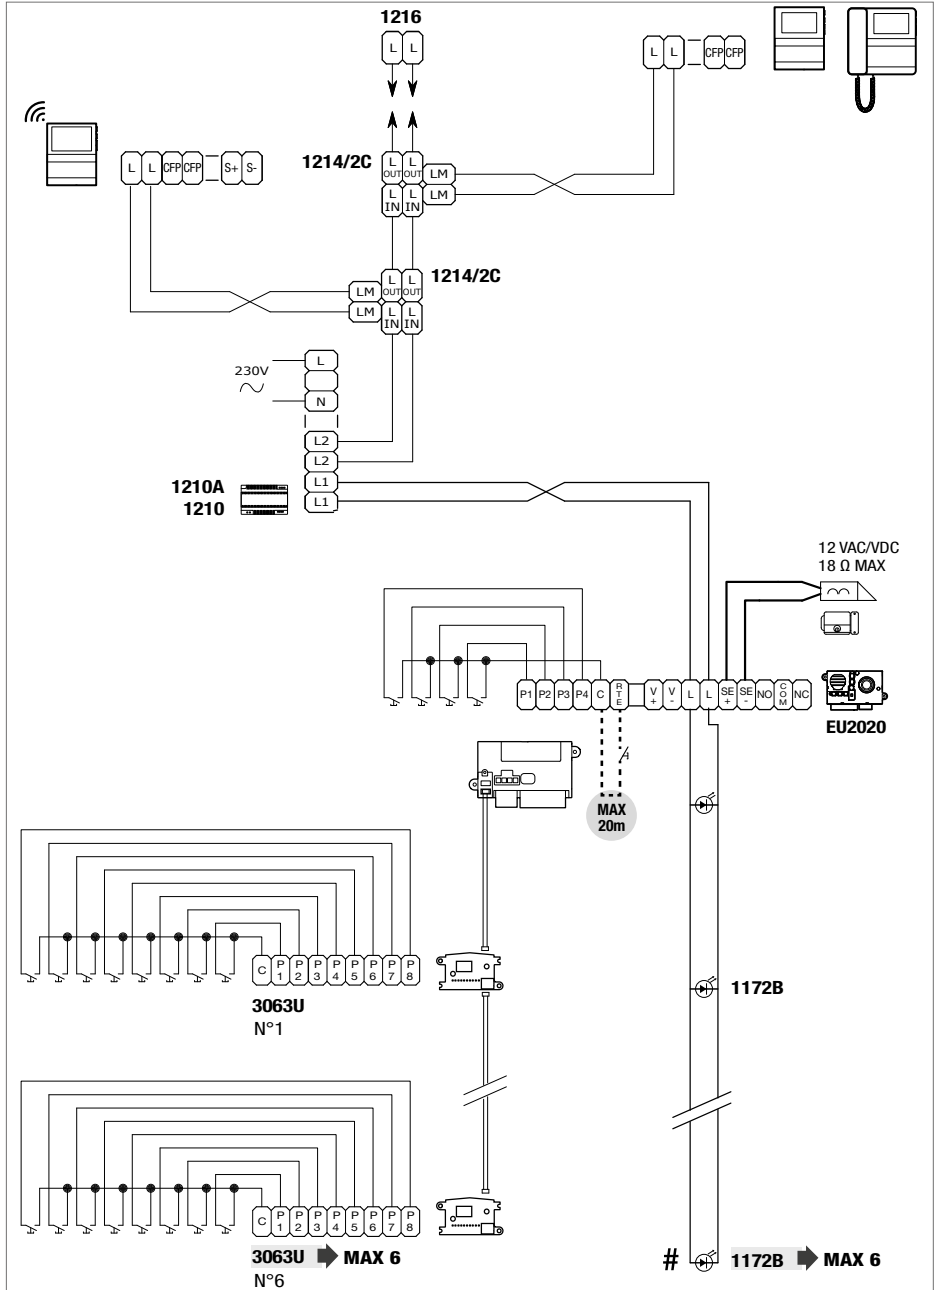 1216
L L
L L CFP CFP
1214/2C
L OUT L OUT LM
L IN L IN LM
L L CFP CFP S+ S-
1214/2C
LM L OUT L OUT
LM L IN L IN
230V
L
N
L2
L2
L1
L1
1210A
1210
12 VAC/VDC
18 Ω MAX
P1 P2 P3 P4 C RTE V+ V- L L SE+ SE- NO COM NC
EU2020
MAX
20m
C P1 P2 P3 P4 P5 P6 P7 P8
3063U
N°1
1172B
C P1 P2 P3 P4 P5 P6 P7 P8
3063U MAX 6
N°6
# 1172B MAX 6